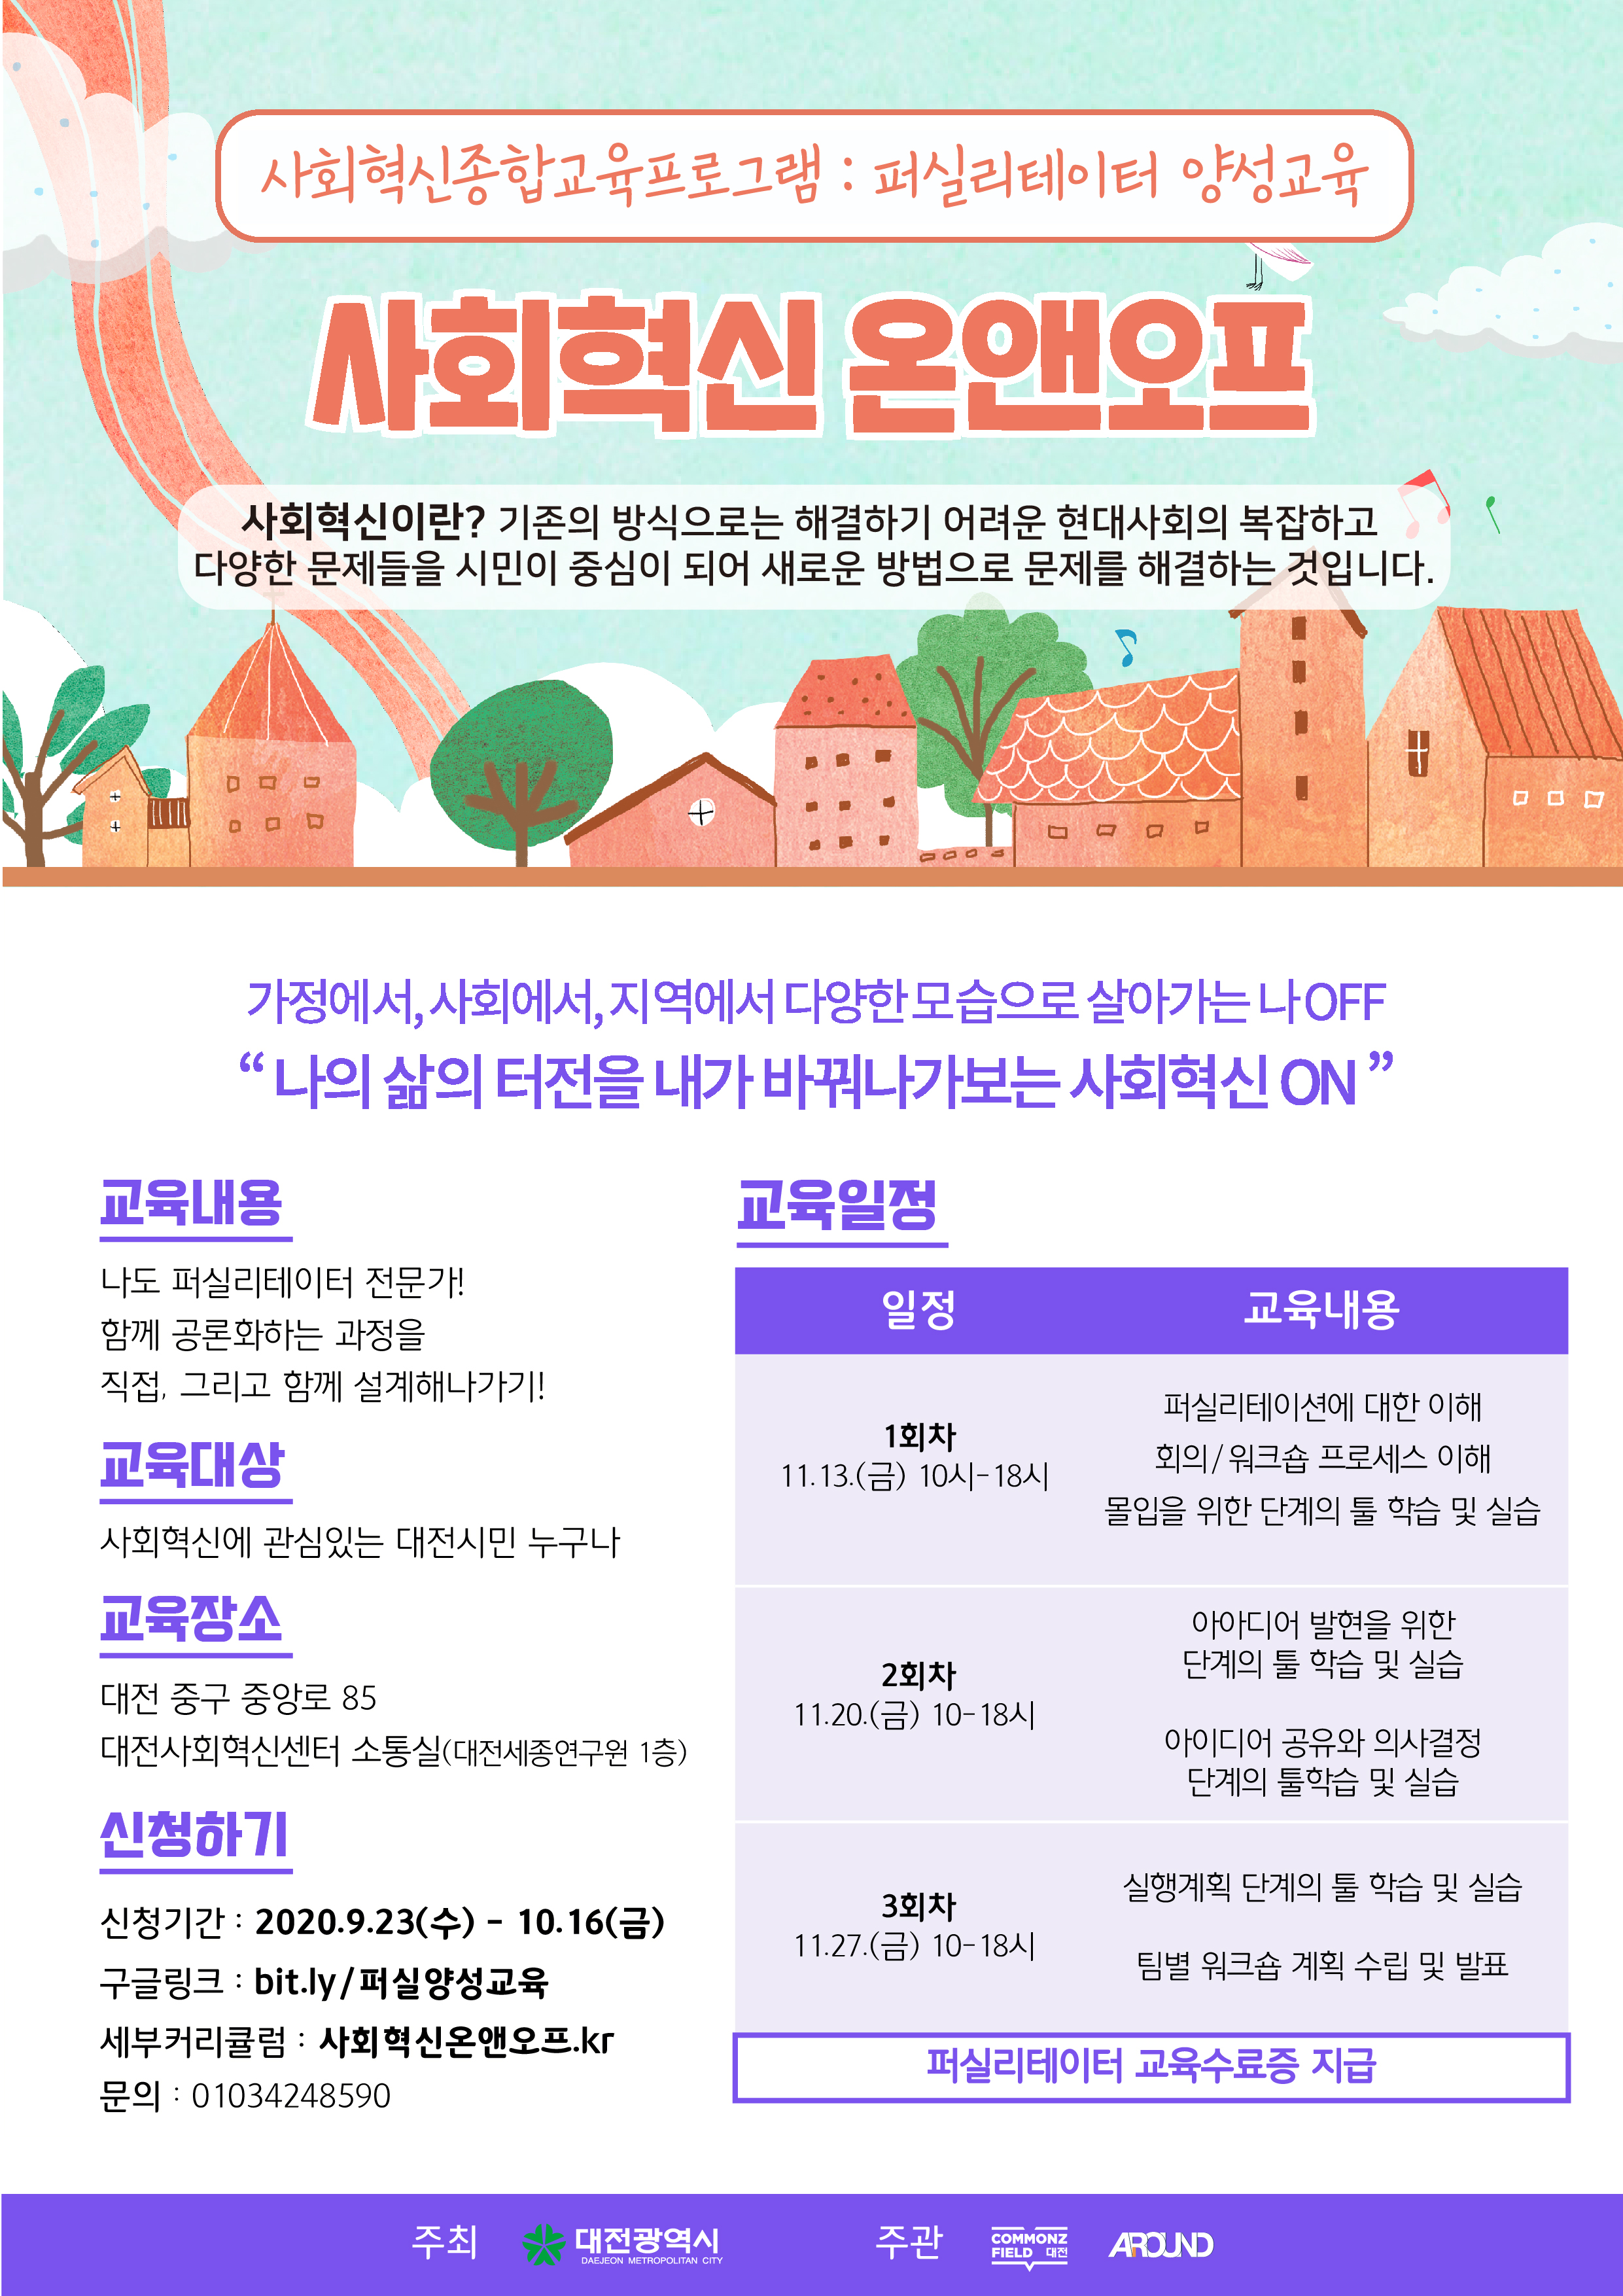 사회혁신종합교육프로그램 : 퍼실리테이터 양성교육
사회혁신 온앤오프
사회혁신이란? 기존의 방식으로는 해결하기 어려운 현대사회의 복잡하고
다양한 문제들을 시민이 중심이 되어 새로운 방법으로 문제를 해결하는 것입니다.
가정에서, 사회에서, 지역에서 다양한 모습으로 살아가는 나 OFF
“ 나의 삶의 터전을 내가 바꿔나가보는 사회혁신 ON ”
교육내용
나도 퍼실리테이터 전문가!
함께 공론화하는 과정을
직접, 그리고 함께 설계해나가기!
교육대상
사회혁신에 관심있는 대전시민 누구나
교육장소
대전 중구 중앙로 85
대전사회혁신센터 소통실(대전세종연구원 1층)
신청하기
신청기간 : 2020.9.23(수) - 10.16(금)
구글링크 : bit.ly/퍼실양성교육
세부커리큘럼 : 사회혁신온앤오프.kr
문의 : 01034248590
교육일정
일정 교육내용
1회차
11.13.(금) 10시-18시
퍼실리테이션에 대한 이해
회의/워크숍 프로세스 이해
몰입을 위한 단계의 툴 학습 및 실습
2회차
11.20.(금) 10-18시
아아디어 발현을 위한
단계의 툴 학습 및 실습
아이디어 공유와 의사결정
단계의 툴학습 및 실습
3회차
11.27.(금) 10-18시
실행계획 단계의 툴 학습 및 실습
팀별 워크숍 계획 수립 및 발표
퍼실리테이터 교육수료증 지급
주최
대전광역시
DAEJEON METROPOLITAN CITY
주관
COMMONZ
FIELD 대전
AROUND